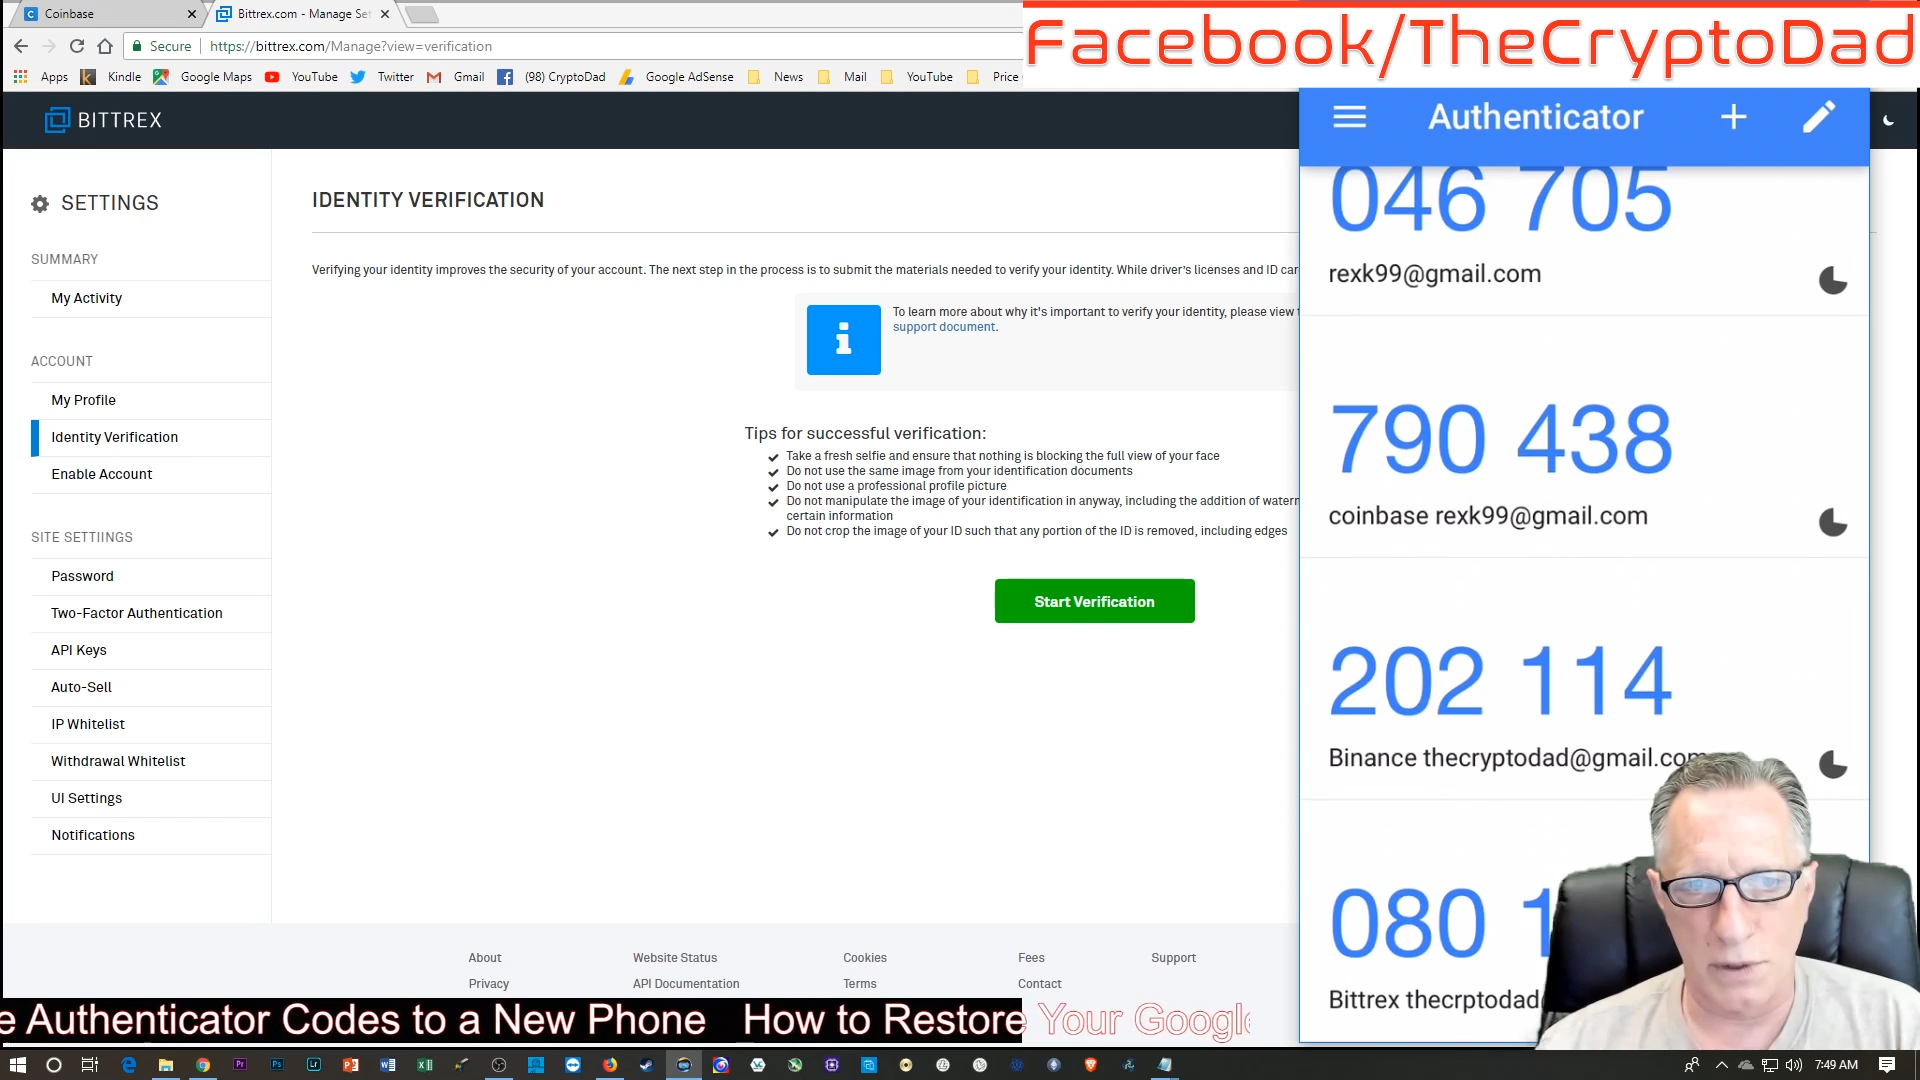 Coinbase
Bittrex.com - Manage Set
Facebook/TheCryptoDad
Secure
https://bittrex.com/Manage?view=verification
Apps
Kindle
Google Maps
YouTube
Twitter
Gmail
(98) CryptoDad
Google AdSense
News
Mail
YouTube
Price
BITTREX
Authenticator
SETTINGS
SUMMARY
My Activity
ACCOUNT
My Profile
Identity Verification
Enable Account
SITE SETTIINGS
Password
Two-Factor Authentication
API Keys
Auto-Sell
IP Whitelist
Withdrawal Whitelist
UI Settings
Notifications
IDENTITY VERIFICATION
Verifying your identity improves the security of your account. The next step in the process is to submit the materials needed to verify your identity. While driver's licenses and ID car
To learn more about why it's important to verify your identity, please view
support document.
Tips for successful verification:
Take a fresh selfie and ensure that nothing is blocking the full view of your face
Do not use the same image from your identification documents
Do not use a professional profile picture
Do not manipulate the image of your identification in anyway, including the addition of watern
certain information
Do not crop the image of your ID such that any portion of the ID is removed, including edges
Start Verification
046 705
rexk99@gmail.com
790 438
coinbase rexk99@gmail.com
202 114
Binance thecryptodad@gmail.com
080 1
Bittrex thecrptodad
About
Website Status
Cookies
Fees
Support
Privacy
API Documentation
Terms
Contact
e Authenticator Codes to a New Phone How to Restore Your Google
7:49 AM